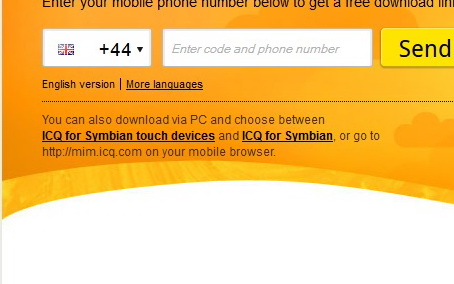 Enter your mobile phone number below to get a free download
+44 Enter code and phone number Send
English version | More languages
You can also download via PC and choose between
ICQ for Symbian touch devices and ICQ for Symbian, or go to
http://mim.icq.com on your mobile browser.